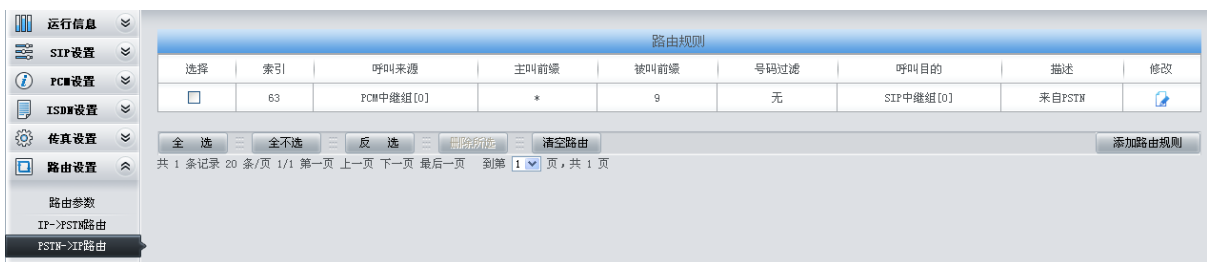 运行信息
SIP设置
PCM设置
ISDN设置
传真设置
路由设置
路由参数
IP->PSTN路由
PSTN->IP路由
路由规则
选择 索引 呼叫来源 主叫前缀 被叫前缀 号码过滤 呼叫目的 描述 修改
63 PCM中继组[0] * 9 无 SIP中继组[0] 来自PSTN
全 选 全不选 反 选 删除所选 清空路由 添加路由规则
共 1 条记录 20 条/页 1/1 第一页 上一页 下一页 最后一页 到第 1 页，共 1 页